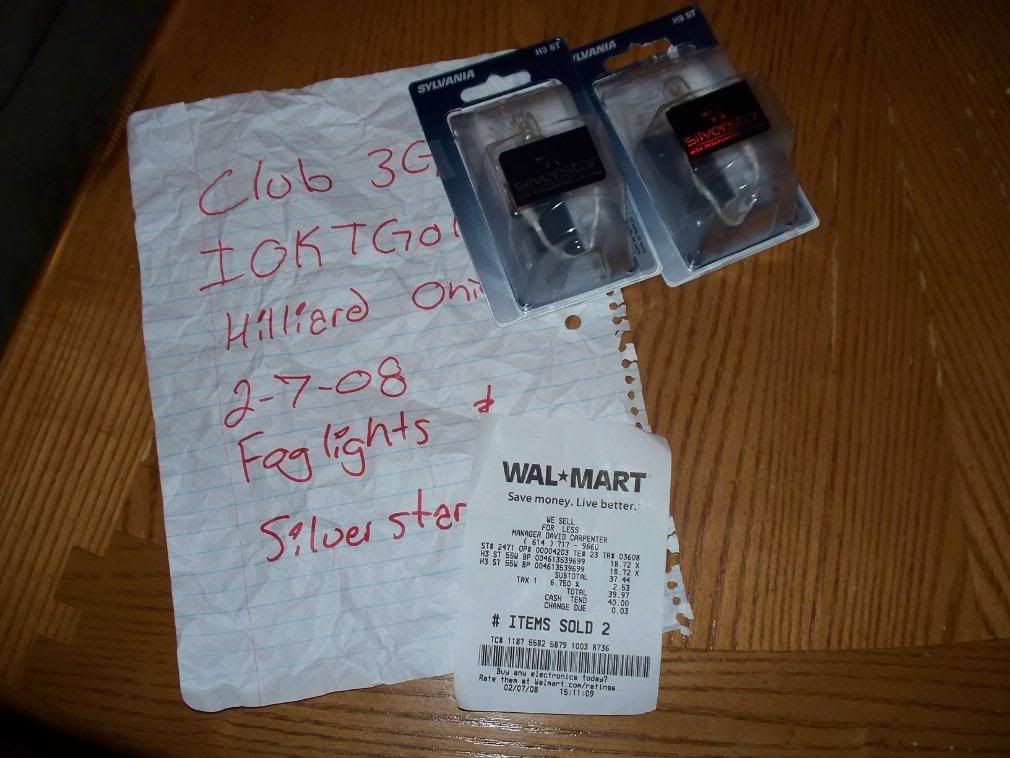 SYLVANIA H3 ST
silverstar
SYLVANIA H3 ST
silverstar
Club 3G
IOKTGo
Hilliard Ohi
2-7-08
Foglights &
Silverstar
WAL★MART
Save money. Live better.
WE SELL
FOR LESS
MANAGER DAVID CARPENTER
( 614 ) 717 - 9660
ST# 2471 OP# 00004203 TE# 23 TR# 03608
H3 ST 55W BP 004613539699 18.72 X
H3 ST 55W BP 004613539699 18.72 X
SUBTOTAL 37.44
TAX 1 6.750 % 2.53
TOTAL 39.97
CASH TEND 40.00
CHANGE DUE 0.03
# ITEMS SOLD 2
TC# 1187 5582 5879 1003 8736
Buy any electronics today?
Rate them at Walmart.com/ratings.
02/07/08 15:11:09